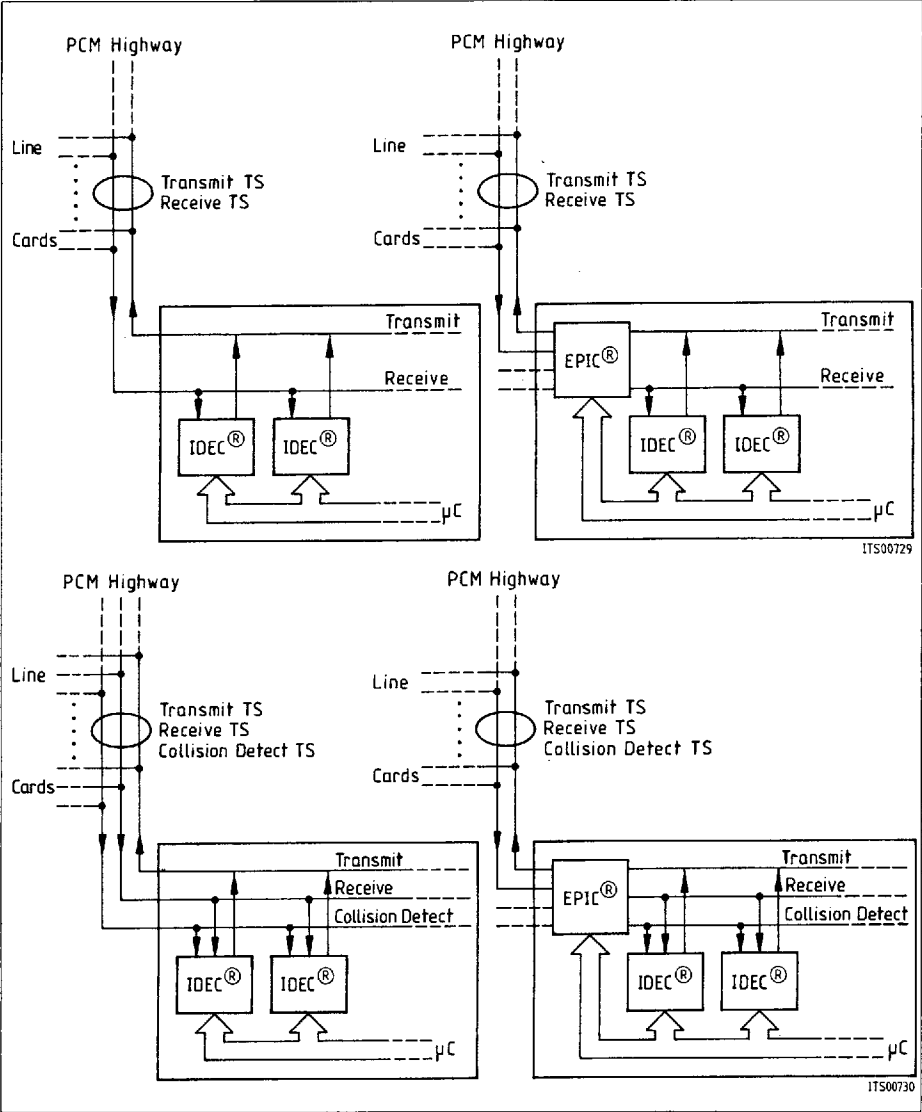 PCM Highway
Line
Transmit TS
Receive TS
Cards
Transmit
Receive
IDEC®
IDEC®
µC
PCM Highway
Line
Transmit TS
Receive TS
Cards
EPIC®
Transmit
Receive
IDEC®
IDEC®
µC
ITS00729
PCM Highway
Line
Transmit TS
Receive TS
Collision Detect TS
Cards
Transmit
Receive
Collision Detect
IDEC®
IDEC®
µC
PCM Highway
Line
Transmit TS
Receive TS
Collision Detect TS
Cards
EPIC®
Transmit
Receive
Collision Detect
IDEC®
IDEC®
µC
ITS00730